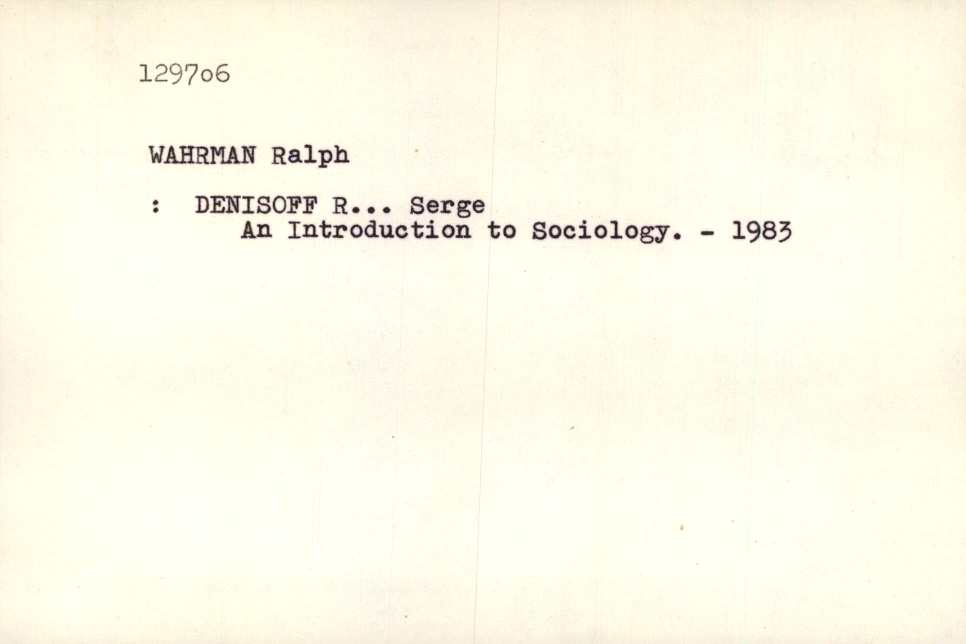 129706
WAHRMAN Ralph
: DENISOFF R... Serge
An Introduction to Sociology. - 1983